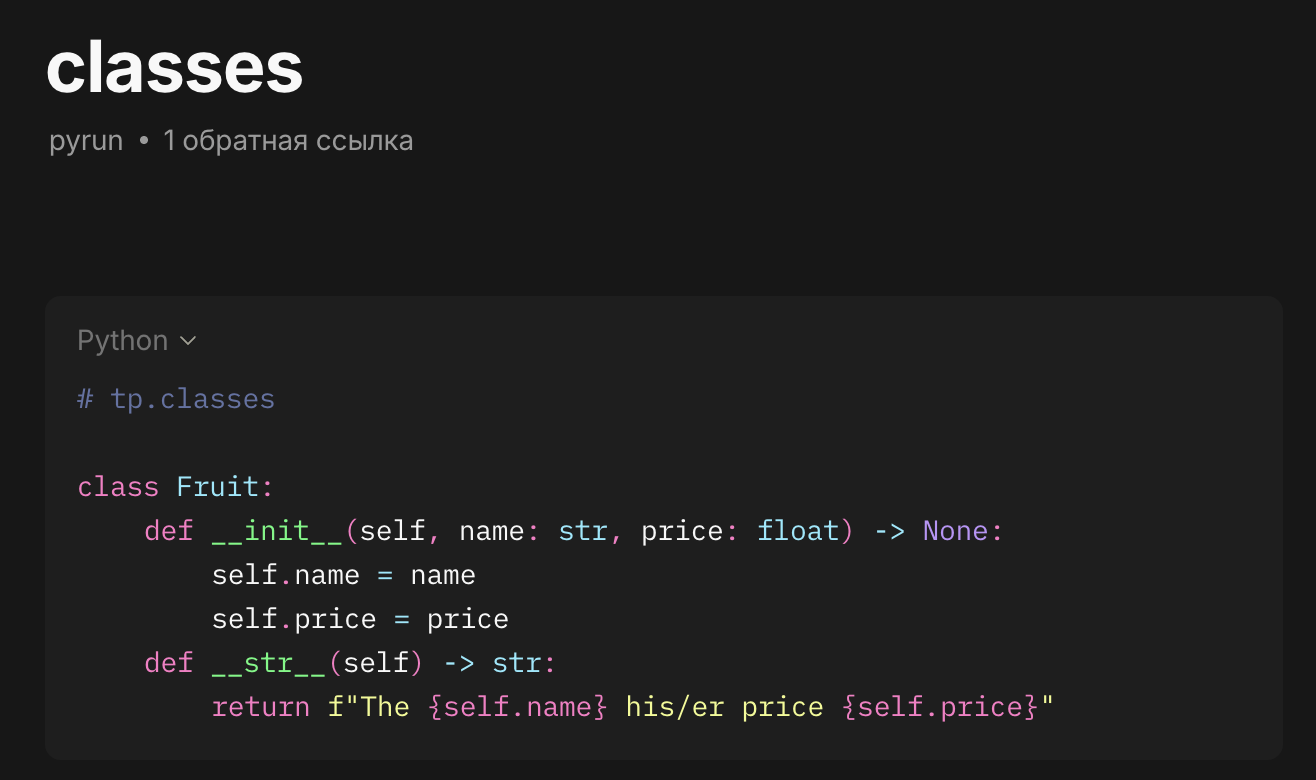 classes
pyrun • 1 обратная ссылка
Python
# tp.classes
class Fruit:
    def __init__(self, name: str, price: float) -> None:
        self.name = name
        self.price = price
    def __str__(self) -> str:
        return f"The {self.name} his/er price {self.price}"